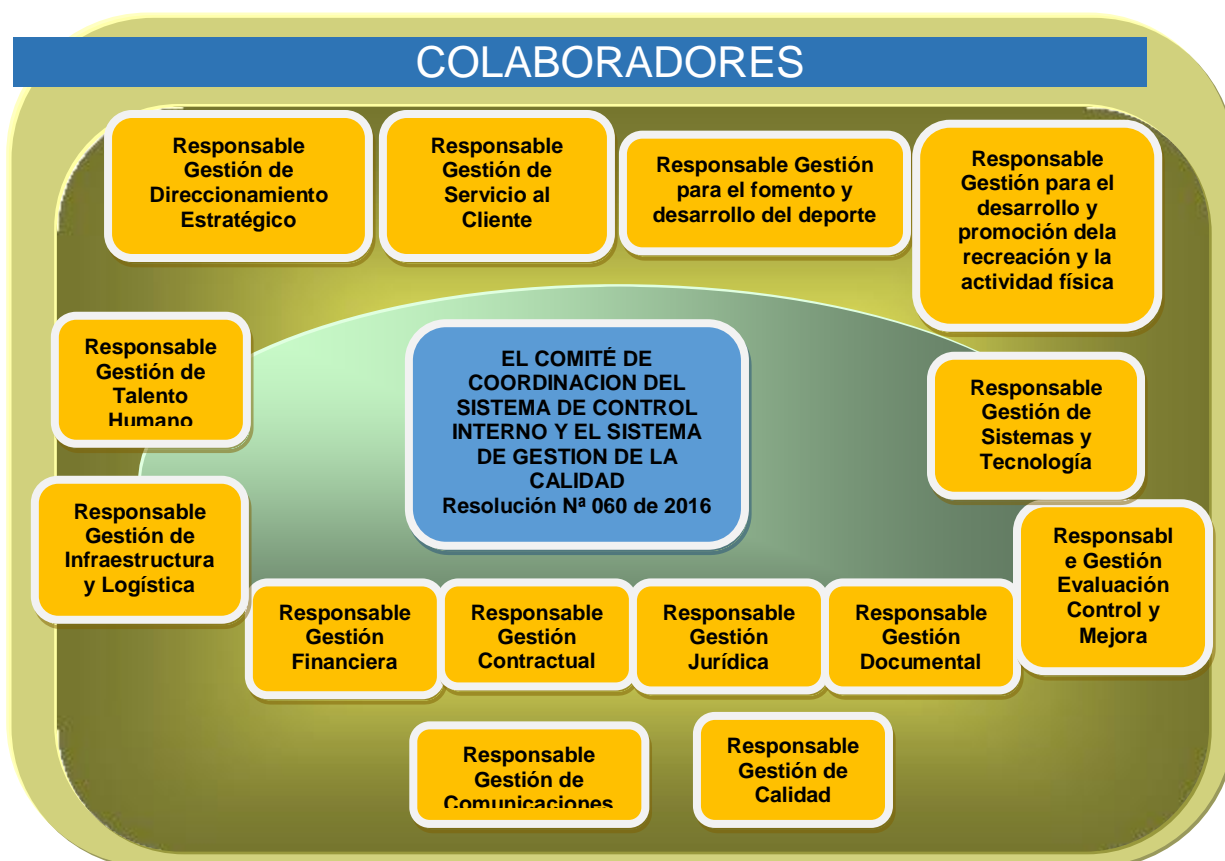 COLABORADORES
Responsable
Gestión de
Direccionamiento
Estratégico
Responsable
Gestión de
Servicio al
Cliente
Responsable Gestión
para el fomento y
desarrollo del deporte
Responsable
Gestión para el
desarrollo y
promoción dela
recreación y la
actividad física
Responsable
Gestión de
Talento
Humano
EL COMITÉ DE
COORDINACION DEL
SISTEMA DE CONTROL
INTERNO Y EL SISTEMA
DE GESTION DE LA
CALIDAD
Resolución Nª 060 de 2016
Responsable
Gestión de
Sistemas y
Tecnología
Responsable
Gestión de
Infraestructura
y Logística
Responsabl
e Gestión
Evaluación
Control y
Mejora
Responsable
Gestión
Financiera
Responsable
Gestión
Contractual
Responsable
Gestión
Jurídica
Responsable
Gestión
Documental
Responsable
Gestión de
Comunicaciones
Responsable
Gestión de
Calidad